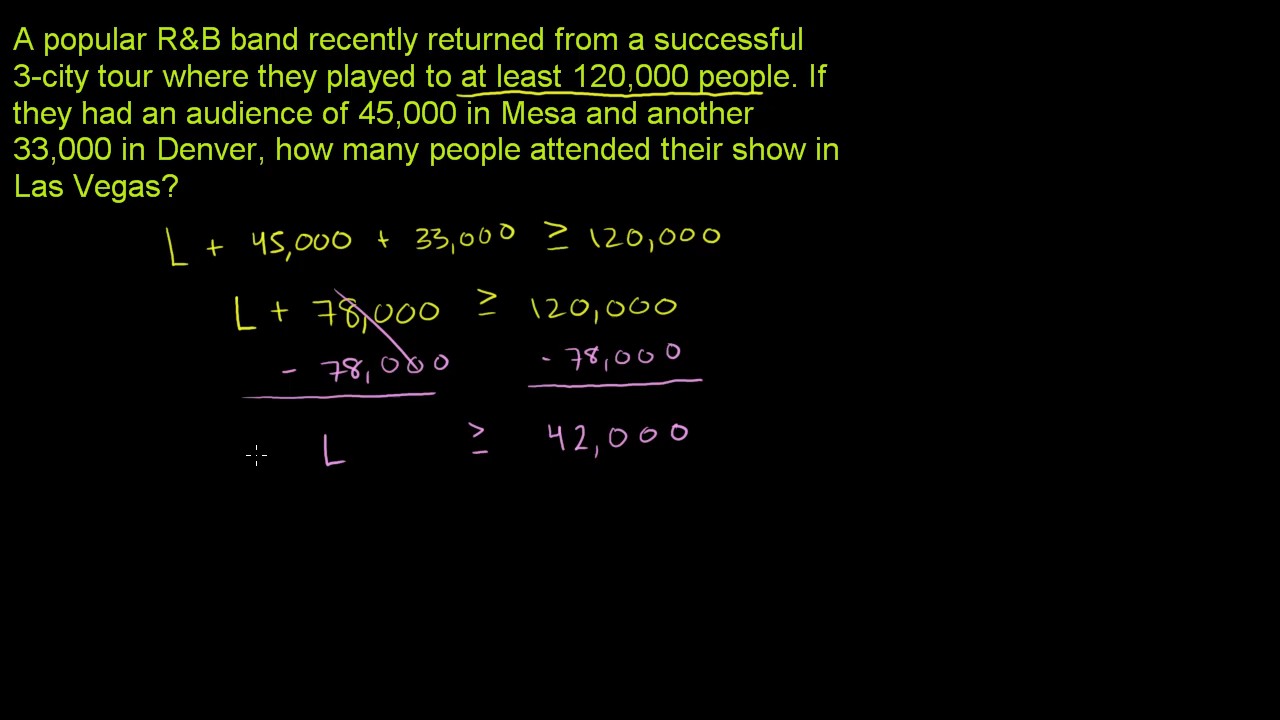 A popular R&B band recently returned from a successful
3-city tour where they played to at least 120,000 people. If
they had an audience of 45,000 in Mesa and another
33,000 in Denver, how many people attended their show in
Las Vegas?
L + 45,000 + 33,000 ≥ 120,000
L + 78,000 ≥ 120,000
- 78,000 - 78,000
L ≥ 42,000